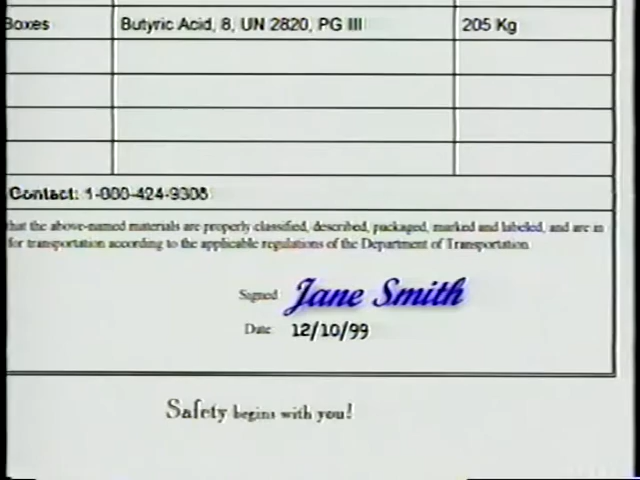 Boxes Butyric Acid, 8, UN 2820, PG III 205 Kg
Contact: 1-000-424-9308
that the above-named materials are properly classified, described, packaged, marked and labeled, and are in
for transportation according to the applicable regulations of the Department of Transportation
Signed Jane Smith
Date 12/10/99
Safety begins with you!